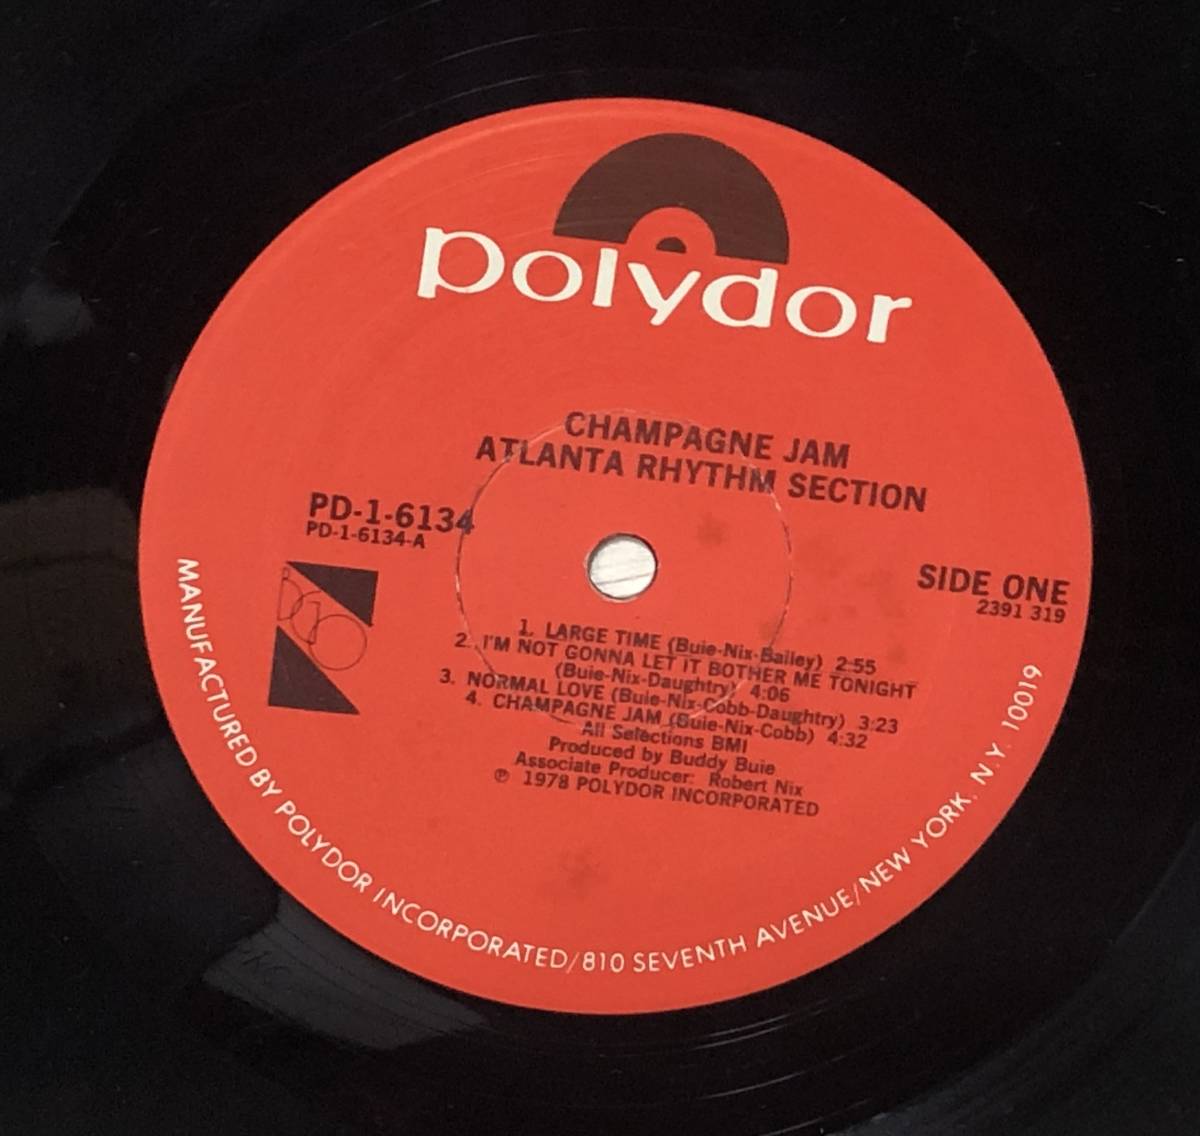 polydor
CHAMPAGNE JAM
ATLANTA RHYTHM SECTION
PD-1-6134
PD-1-6134-A
SIDE ONE
2391 319
1. LARGE TIME (Buie-Nix-Bailey) 2:55
2. I'M NOT GONNA LET IT BOTHER ME TONIGHT
(Buie-Nix-Daughtry) 4:06
3. NORMAL LOVE (Buie-Nix-Cobb-Daughtry) 3:23
4. CHAMPAGNE JAM (Buie-Nix-Cobb) 4:32
All Selections BMI
Produced by Buddy Buie
Associate Producer: Robert Nix
℗ 1978 POLYDOR INCORPORATED
MANUFACTURED BY POLYDOR INCORPORATED/810 SEVENTH AVENUE/NEW YORK, N.Y. 10019